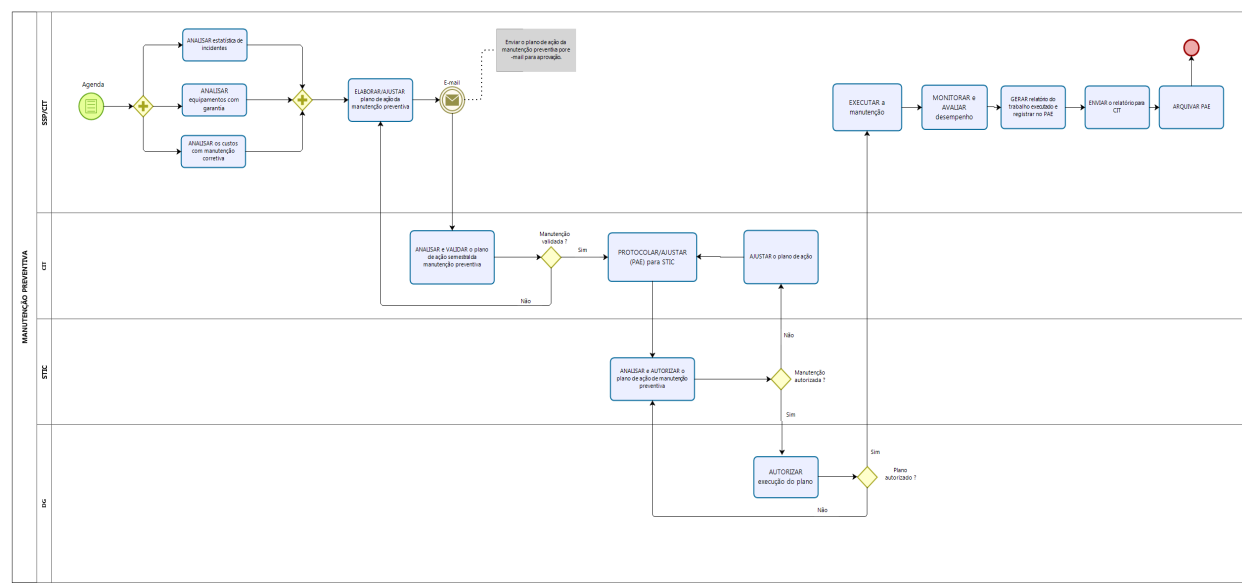 MANUTENÇÃO PREVENTIVA
SSP/CIT
Agenda
ANALISAR estatística de
incidentes
ANALISAR
equipamentos com
garantia
ANALISAR os custos
com manutenção
corretiva
ELABORAR/AJUSTAR
plano de ação da
manutenção preventiva
E-mail
Enviar o plano de ação da
manutenção preventiva por e
-mail para aprovação.
EXECUTAR a
manutenção
MONITORAR e
AVALIAR
desempenho
GERAR relatório do
trabalho executado e
registrar no PAE
ENVIAR o relatório para
CIT
ARQUIVAR PAE
CIT
ANALISAR e VALIDAR o plano
de ação semestral da
manutenção preventiva
Manutenção
validada ?
Sim
Não
PROTOCOLAR/AJUSTAR
(PAE) para STIC
AJUSTAR o plano de ação
STIC
ANALISAR e AUTORIZAR o
plano de ação de manutenção
preventiva
Não
Manutenção
autorizada ?
Sim
DG
AUTORIZAR
execução do plano
Sim
Plano
autorizado ?
Não